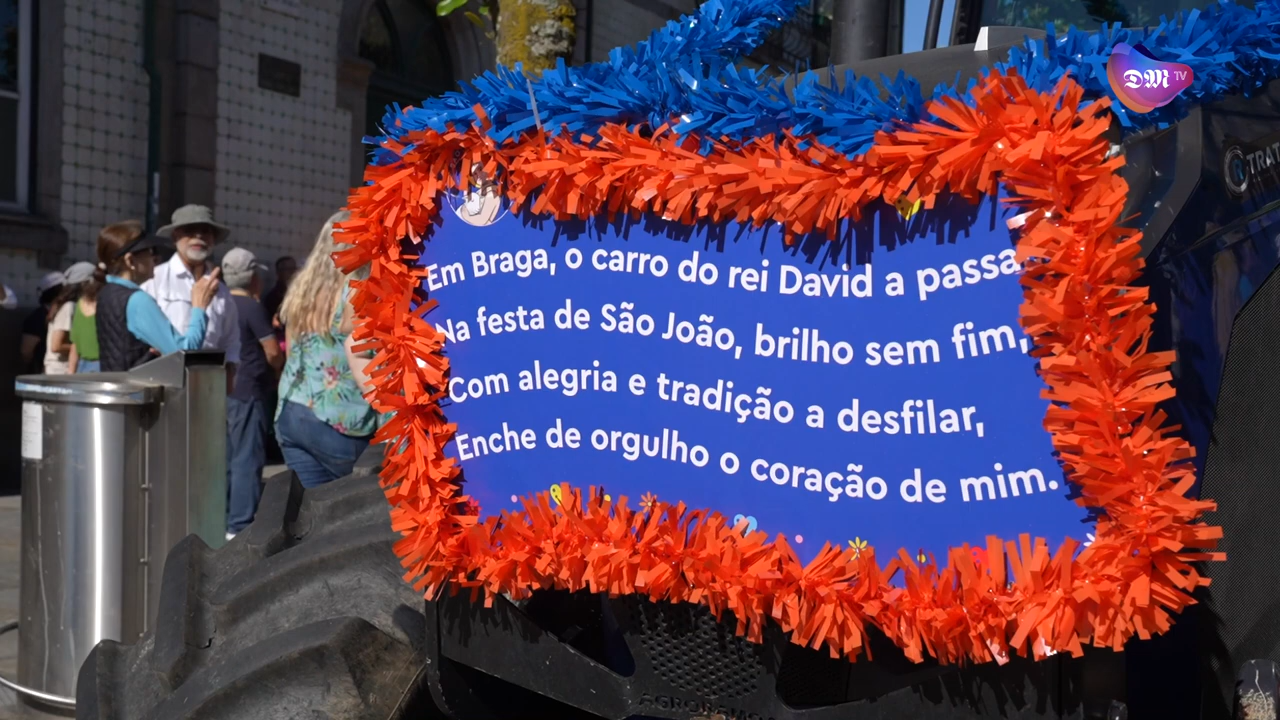 DM TV
Em Braga, o carro do rei David a passa
Na festa de São João, brilho sem fim,
Com alegria e tradição a desfilar,
Enche de orgulho o coração de mim.